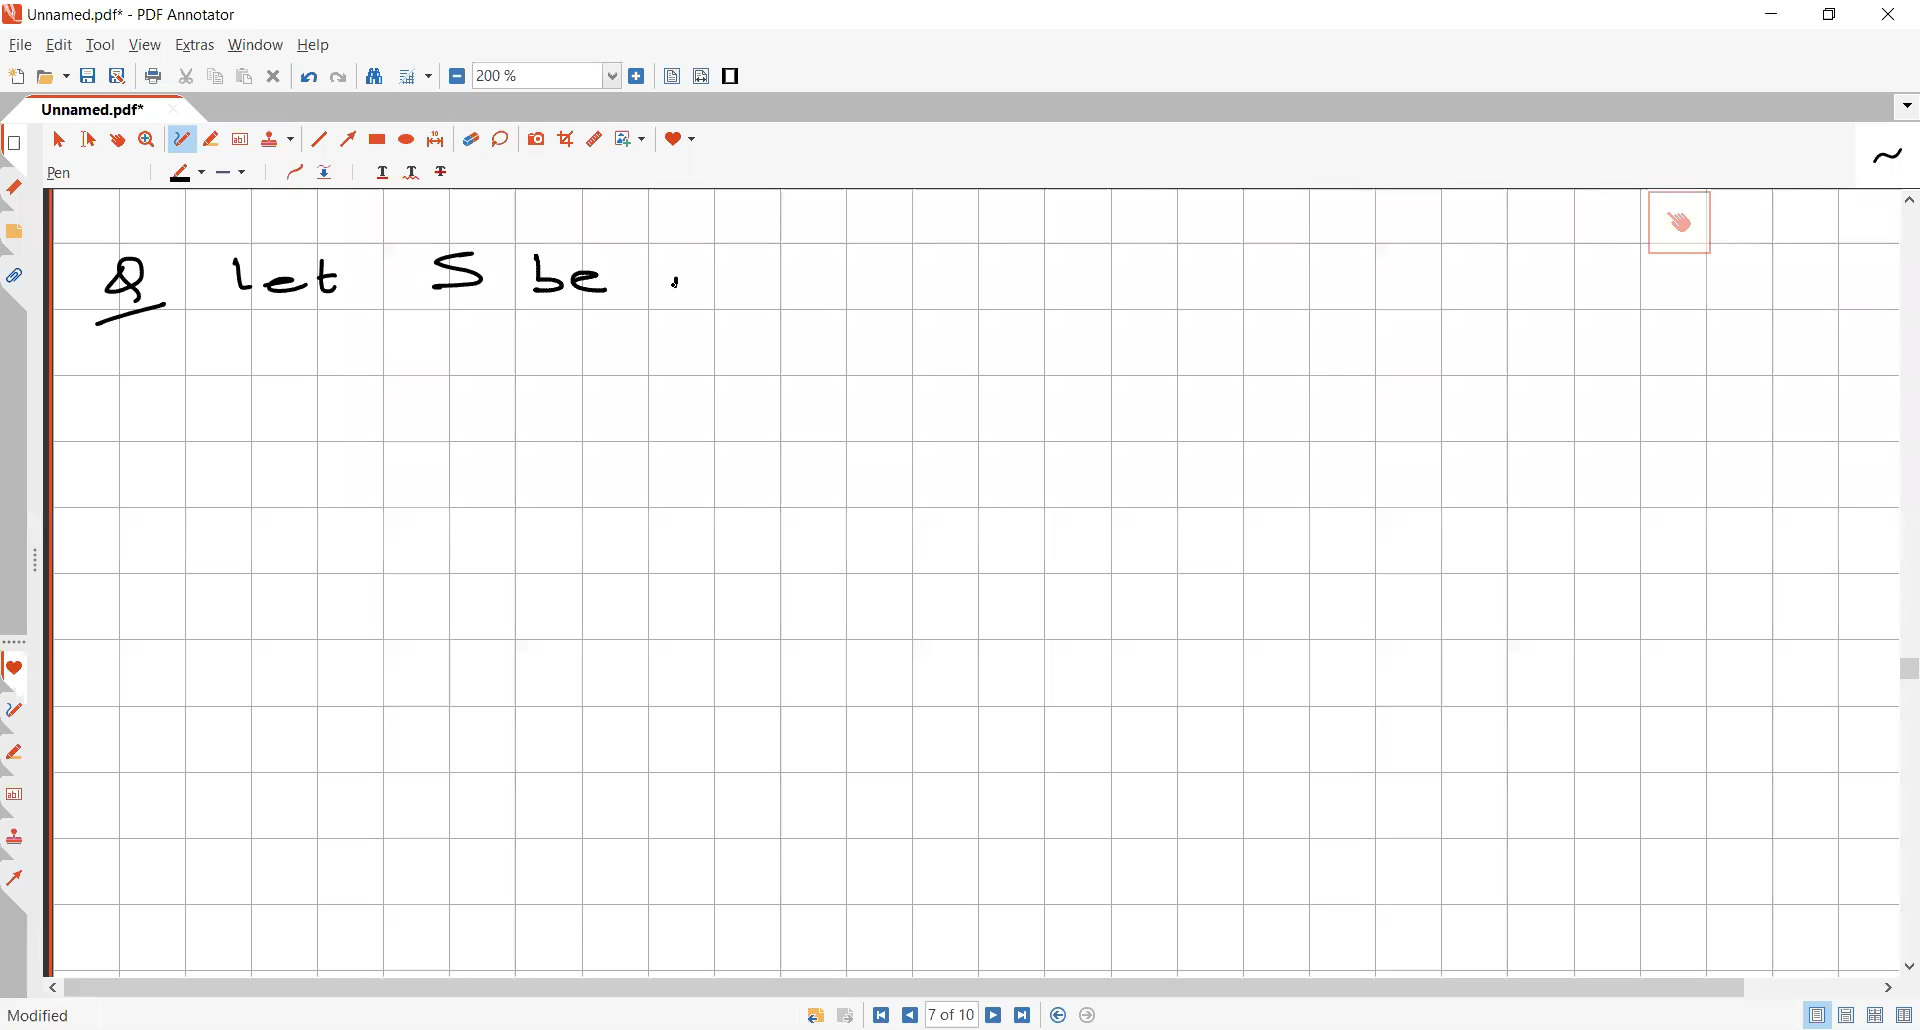 Unnamed.pdf* - PDF Annotator
File Edit Tool View Extras Window Help
200 %
Unnamed.pdf*
Pen
Q Let S be
Modified
7 of 10